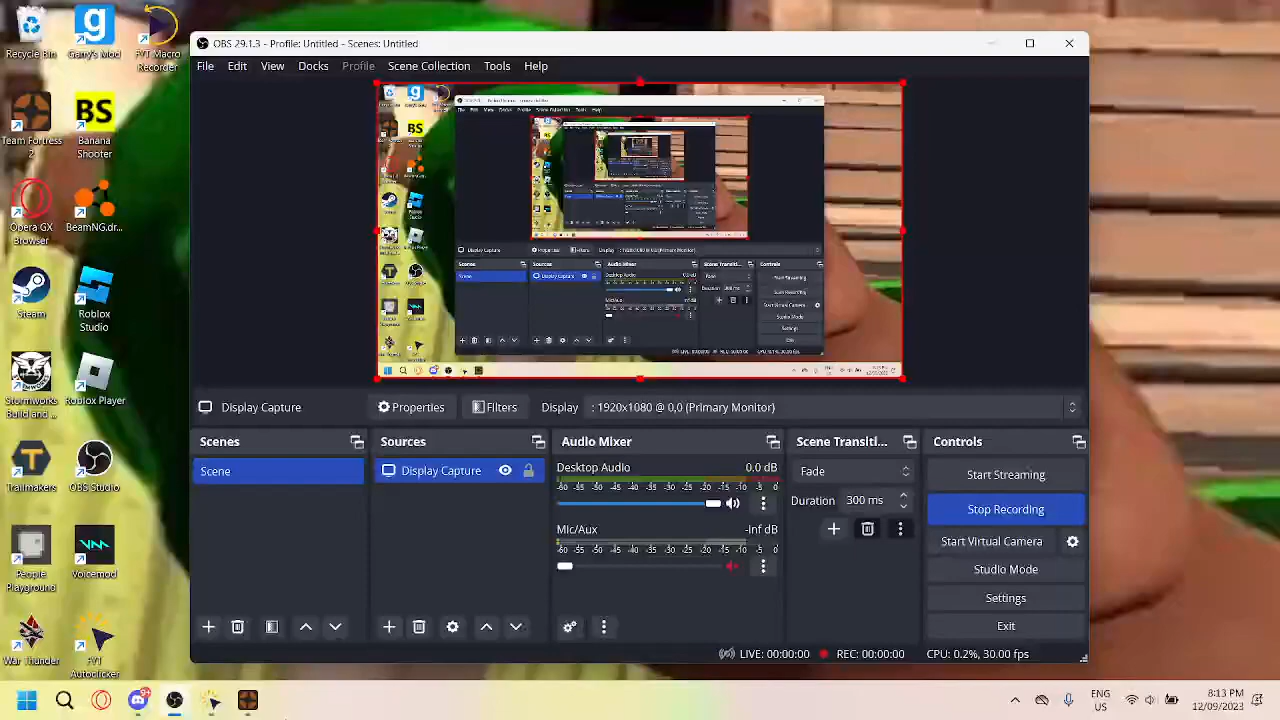 Recycle Bin
Garry's Mod
FYT Macro
Recorder
Team Fortress
2
BS
Banana
Shooter
Opera GX
Browser
BeamNG.dr...
Steam
Roblox
Studio
Stormworks
Build and ...
Roblox Player
Trailmakers
OBS Studio
People
Playground
Voicemod
War Thunder
FYT
Autoclicker
OBS 29.1.3 - Profile: Untitled - Scenes: Untitled
File Edit View Docks Profile Scene Collection Tools Help
Display Capture Properties Filters Display : 1920x1080 @ 0,0 (Primary Monitor)
Scenes
Scene
Sources
Display Capture
Audio Mixer
Desktop Audio 0.0 dB
-60 -55 -50 -45 -40 -35 -30 -25 -20 -15 -10 -5 0
Mic/Aux -inf dB
-60 -55 -50 -45 -40 -35 -30 -25 -20 -15 -10 -5 0
Scene Transiti...
Fade
Duration 300 ms
Controls
Start Streaming
Stop Recording
Start Virtual Camera
Studio Mode
Settings
Exit
LIVE: 00:00:00 REC: 00:00:00 CPU: 0.2%, 30.00 fps
9+
ENG
US
8:13 PM
12/09/2023